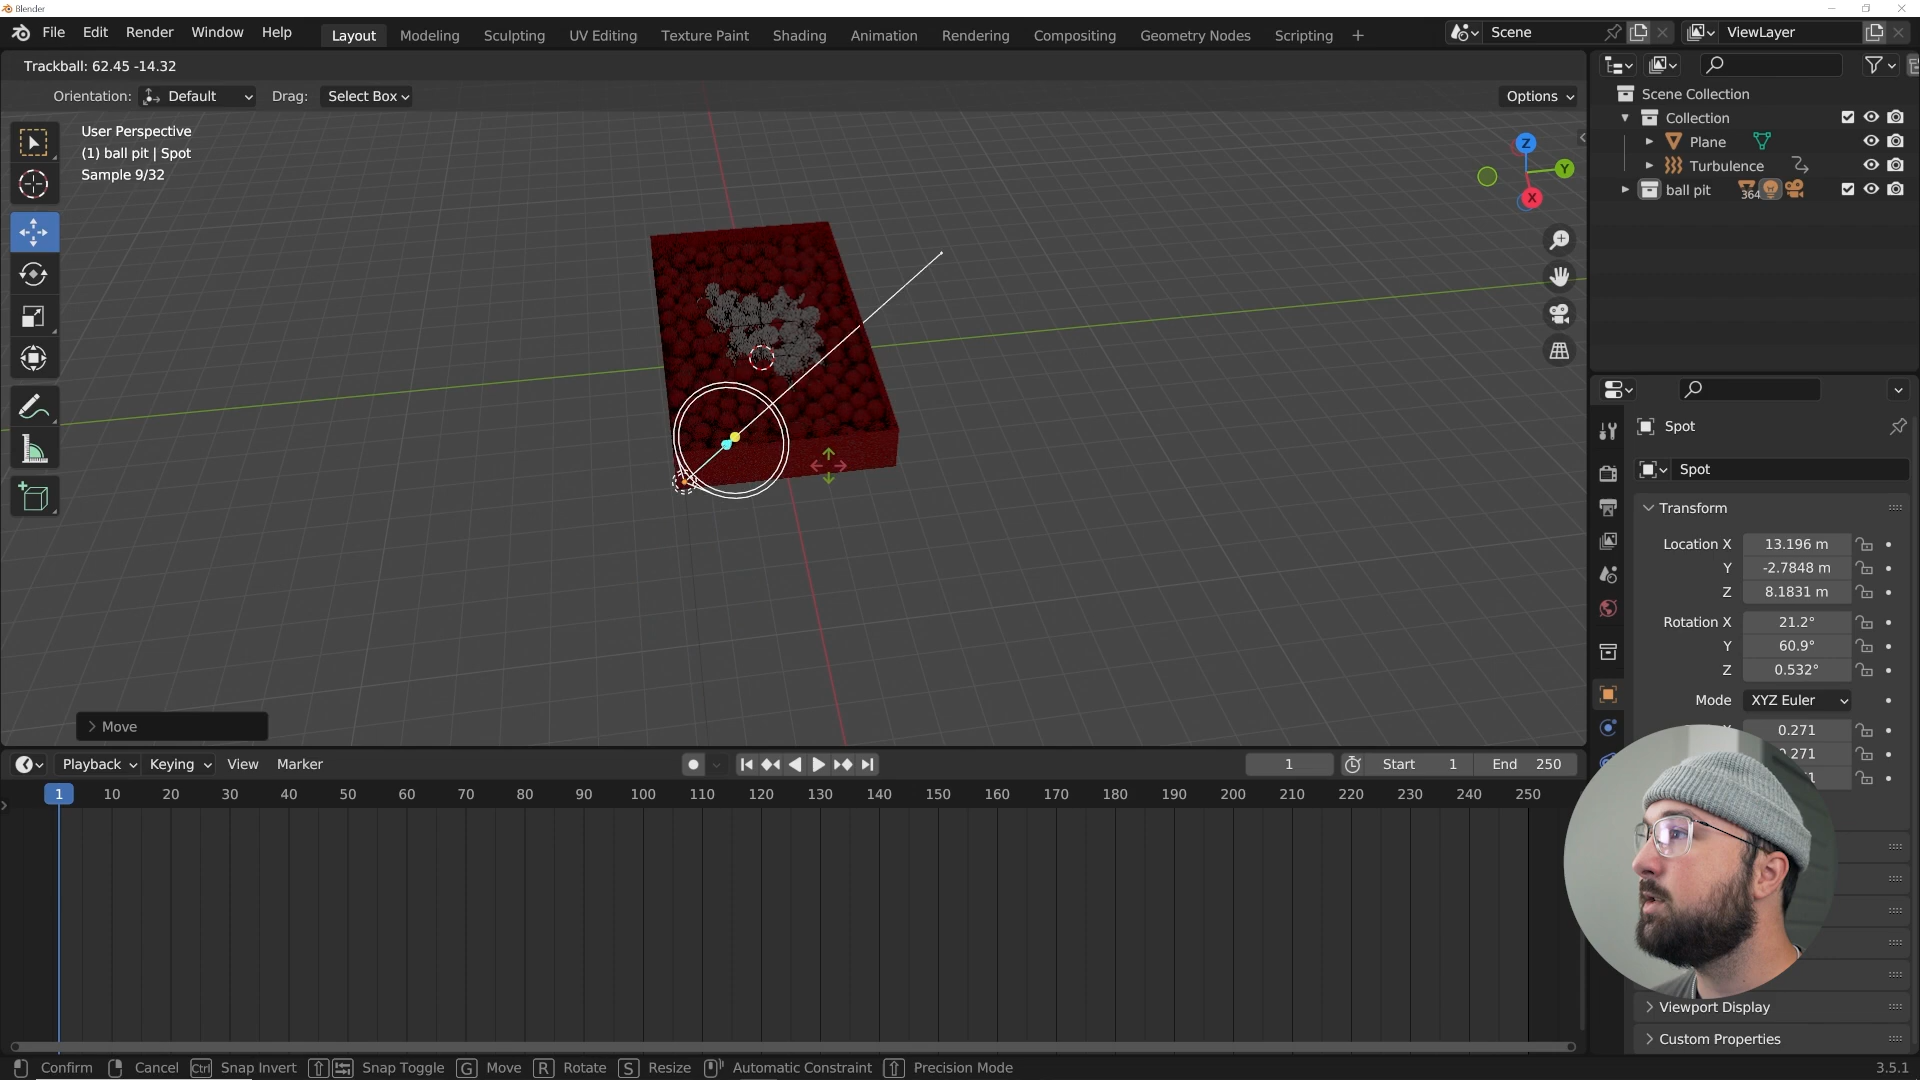 Blender
File Edit Render Window Help Layout Modeling Sculpting UV Editing Texture Paint Shading Animation Rendering Compositing Geometry Nodes Scripting + Scene ViewLayer
Trackball: 62.45 -14.32
Orientation: Default Drag: Select Box Options
User Perspective
(1) ball pit | Spot
Sample 9/32
Z
Y
X
Scene Collection
Collection
Plane
Turbulence
ball pit 364
Spot
Spot
Transform
Location X 13.196 m
Y -2.7848 m
Z 8.1831 m
Rotation X 21.2°
Y 60.9°
Z 0.532°
Mode XYZ Euler
0.271
0.271
Viewport Display
Custom Properties
Move
Playback Keying View Marker 1 Start 1 End 250
1 10 20 30 40 50 60 70 80 90 100 110 120 130 140 150 160 170 180 190 200 210 220 230 240 250
Confirm Cancel Ctrl Snap Invert Snap Toggle G Move R Rotate S Resize Automatic Constraint Precision Mode 3.5.1